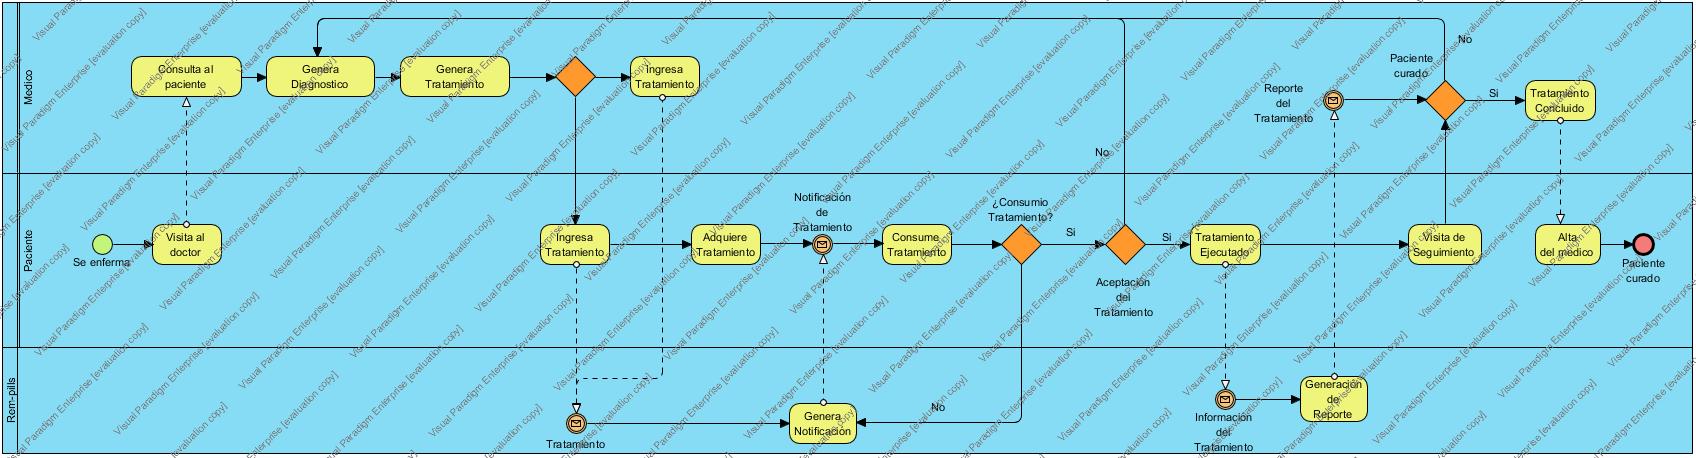 Medico
Consulta al
paciente
Genera
Diagnostico
Genera
Tratamiento
Ingresa
Tratamiento
Reporte
del
Tratamiento
Paciente
curado
No
Si
Tratamiento
Concluido
No
Paciente
Se enferma
Visita al
doctor
Ingresa
Tratamiento
Adquiere
Tratamiento
Notificación
de
Tratamiento
Consume
Tratamiento
¿Consumio
Tratamiento?
Si
Aceptación
del
Tratamiento
Si
Tratamiento
Ejecutado
Visita de
Seguimiento
Alta
del medico
Paciente
curado
Rem-pills
Tratamiento
Genera
Notificación
No
Información
del
Tratamiento
Generación
de
Reporte
Visual Paradigm Enterprise [evaluation copy]